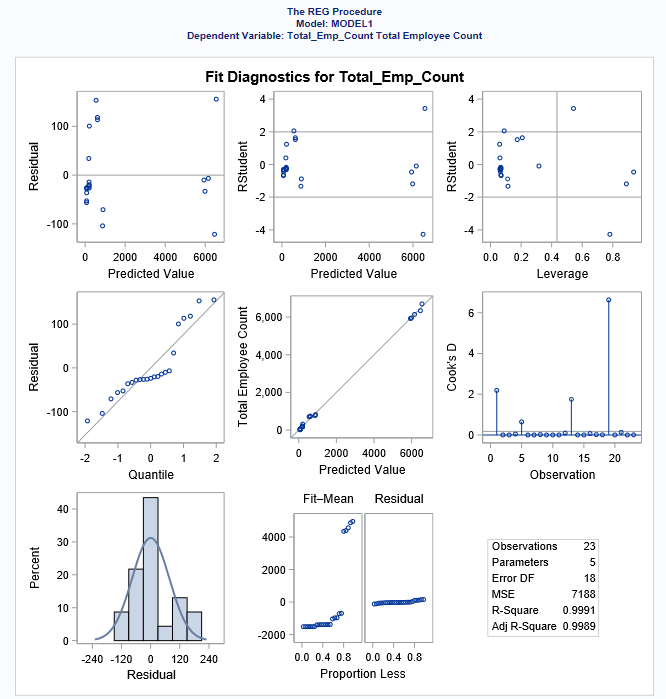 The REG Procedure
Model: MODEL1
Dependent Variable: Total_Emp_Count Total Employee Count
Fit Diagnostics for Total_Emp_Count
Residual
100
0
-100
0 2000 4000 6000
Predicted Value
RStudent
4
2
0
-2
-4
0 2000 4000 6000
Predicted Value
RStudent
4
2
0
-2
-4
0.0 0.2 0.4 0.6 0.8
Leverage
Residual
100
0
-100
-2 -1 0 1 2
Quantile
Total Employee Count
6,000
4,000
2,000
0
0 2000 4000 6000
Predicted Value
Cook's D
6
4
2
0
0 5 10 15 20
Observation
Percent
40
30
20
10
0
-240 -120 0 120 240
Residual
Fit–Mean Residual
4000
2000
0
-2000
0.0 0.4 0.8 0.0 0.4 0.8
Proportion Less
Observations 23
Parameters 5
Error DF 18
MSE 7188
R-Square 0.9991
Adj R-Square 0.9989